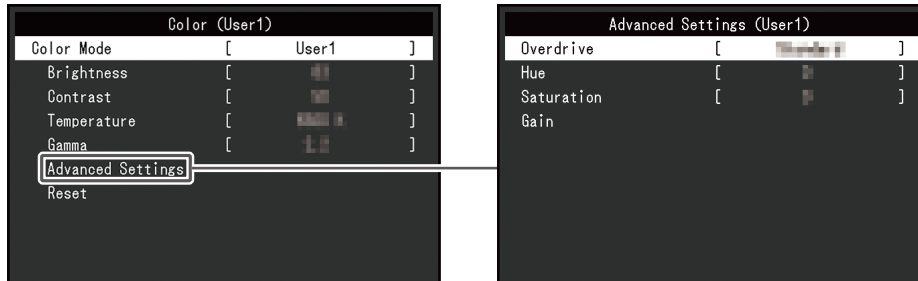 Color (User1)
Color Mode [ User1 ]
Brightness [ ]
Contrast [ ]
Temperature [ ]
Gamma [ ]
Advanced Settings
Reset
Advanced Settings (User1)
Overdrive [ ]
Hue [ ]
Saturation [ ]
Gain